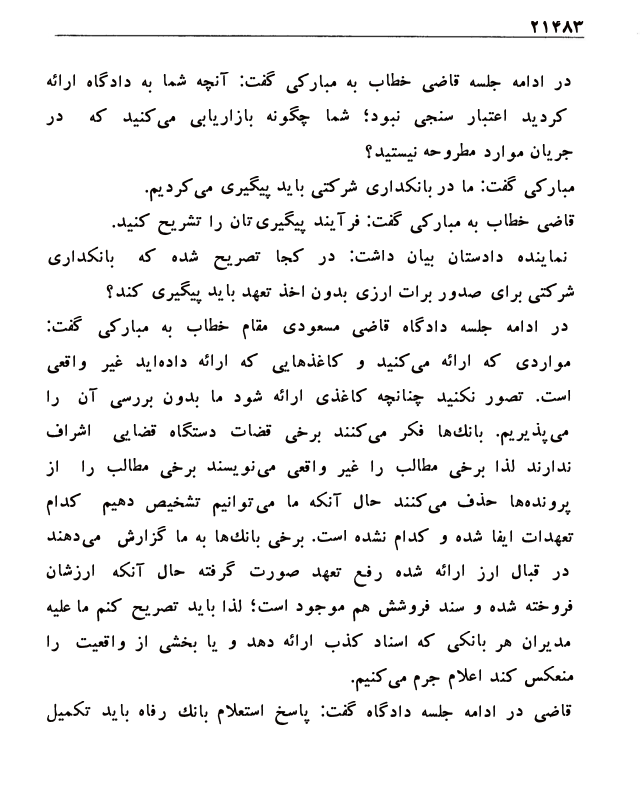 ۲۱۴۸۳
در ادامه جلسه قاضی خطاب به مبارکی گفت: آنچه شما به دادگاه ارائه
کردید اعتبار سنجی نبود؛ شما چگونه بازاریابی می‌کنید که در
جریان موارد مطروحه نیستید؟
مبارکی گفت: ما در بانکداری شرکتی باید پیگیری می‌کردیم.
قاضی خطاب به مبارکی گفت: فرآیند پیگیری‌تان را تشریح کنید.
نماینده دادستان بیان داشت: در کجا تصریح شده که بانکداری
شرکتی برای صدور برات ارزی بدون اخذ تعهد باید پیگیری کند؟
در ادامه جلسه دادگاه قاضی مسعودی مقام خطاب به مبارکی گفت:
مواردی که ارائه می‌کنید و کاغذهایی که ارائه داده‌اید غیر واقعی
است. تصور نکنید چنانچه کاغذی ارائه شود ما بدون بررسی آن را
می‌پذیریم. بانك‌ها فکر می‌کنند برخی قضات دستگاه قضایی اشراف
ندارند لذا برخی مطالب را غیر واقعی می‌نویسند برخی مطالب را از
پرونده‌ها حذف می‌کنند حال آنکه ما می‌توانیم تشخیص دهیم کدام
تعهدات ایفا شده و کدام نشده است. برخی بانك‌ها به ما گزارش می‌دهند
در قبال ارز ارائه شده رفع تعهد صورت گرفته حال آنکه ارزشان
فروخته شده و سند فروشش هم موجود است؛ لذا باید تصریح کنم ما علیه
مدیران هر بانکی که اسناد کذب ارائه دهد و یا بخشی از واقعیت را
منعکس کند اعلام جرم می‌کنیم.
قاضی در ادامه جلسه دادگاه گفت: پاسخ استعلام بانك رفاه باید تکمیل